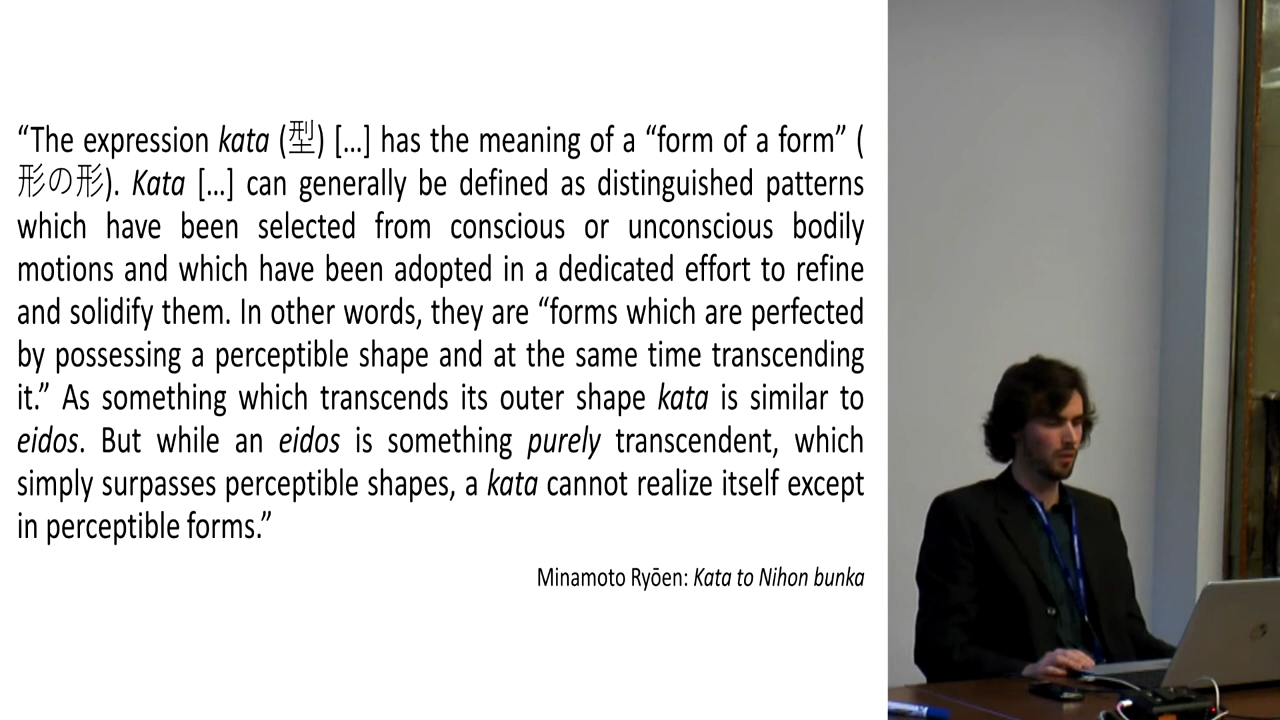 “The expression kata (型) [...] has the meaning of a “form of a form” (
形の形). Kata [...] can generally be defined as distinguished patterns
which have been selected from conscious or unconscious bodily
motions and which have been adopted in a dedicated effort to refine
and solidify them. In other words, they are “forms which are perfected
by possessing a perceptible shape and at the same time transcending
it.” As something which transcends its outer shape kata is similar to
eidos. But while an eidos is something purely transcendent, which
simply surpasses perceptible shapes, a kata cannot realize itself except
in perceptible forms.”
Minamoto Ryōen: Kata to Nihon bunka